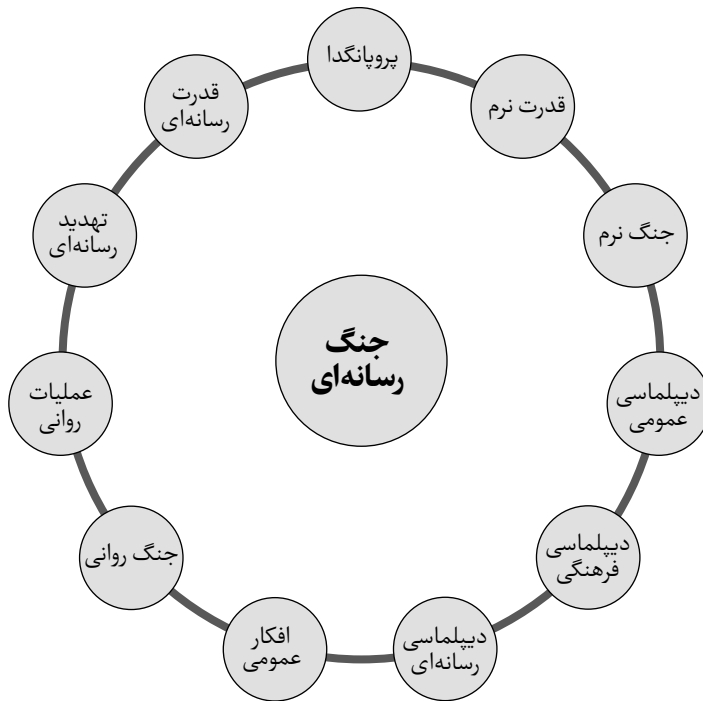 پروپانگدا
قدرت نرم
جنگ نرم
دیپلماسی
عمومی
دیپلماسی
فرهنگی
دیپلماسی
رسانه‌ای
افکار
عمومی
جنگ روانی
عملیات
روانی
تهدید
رسانه‌ای
قدرت
رسانه‌ای
جنگ
رسانه‌ای